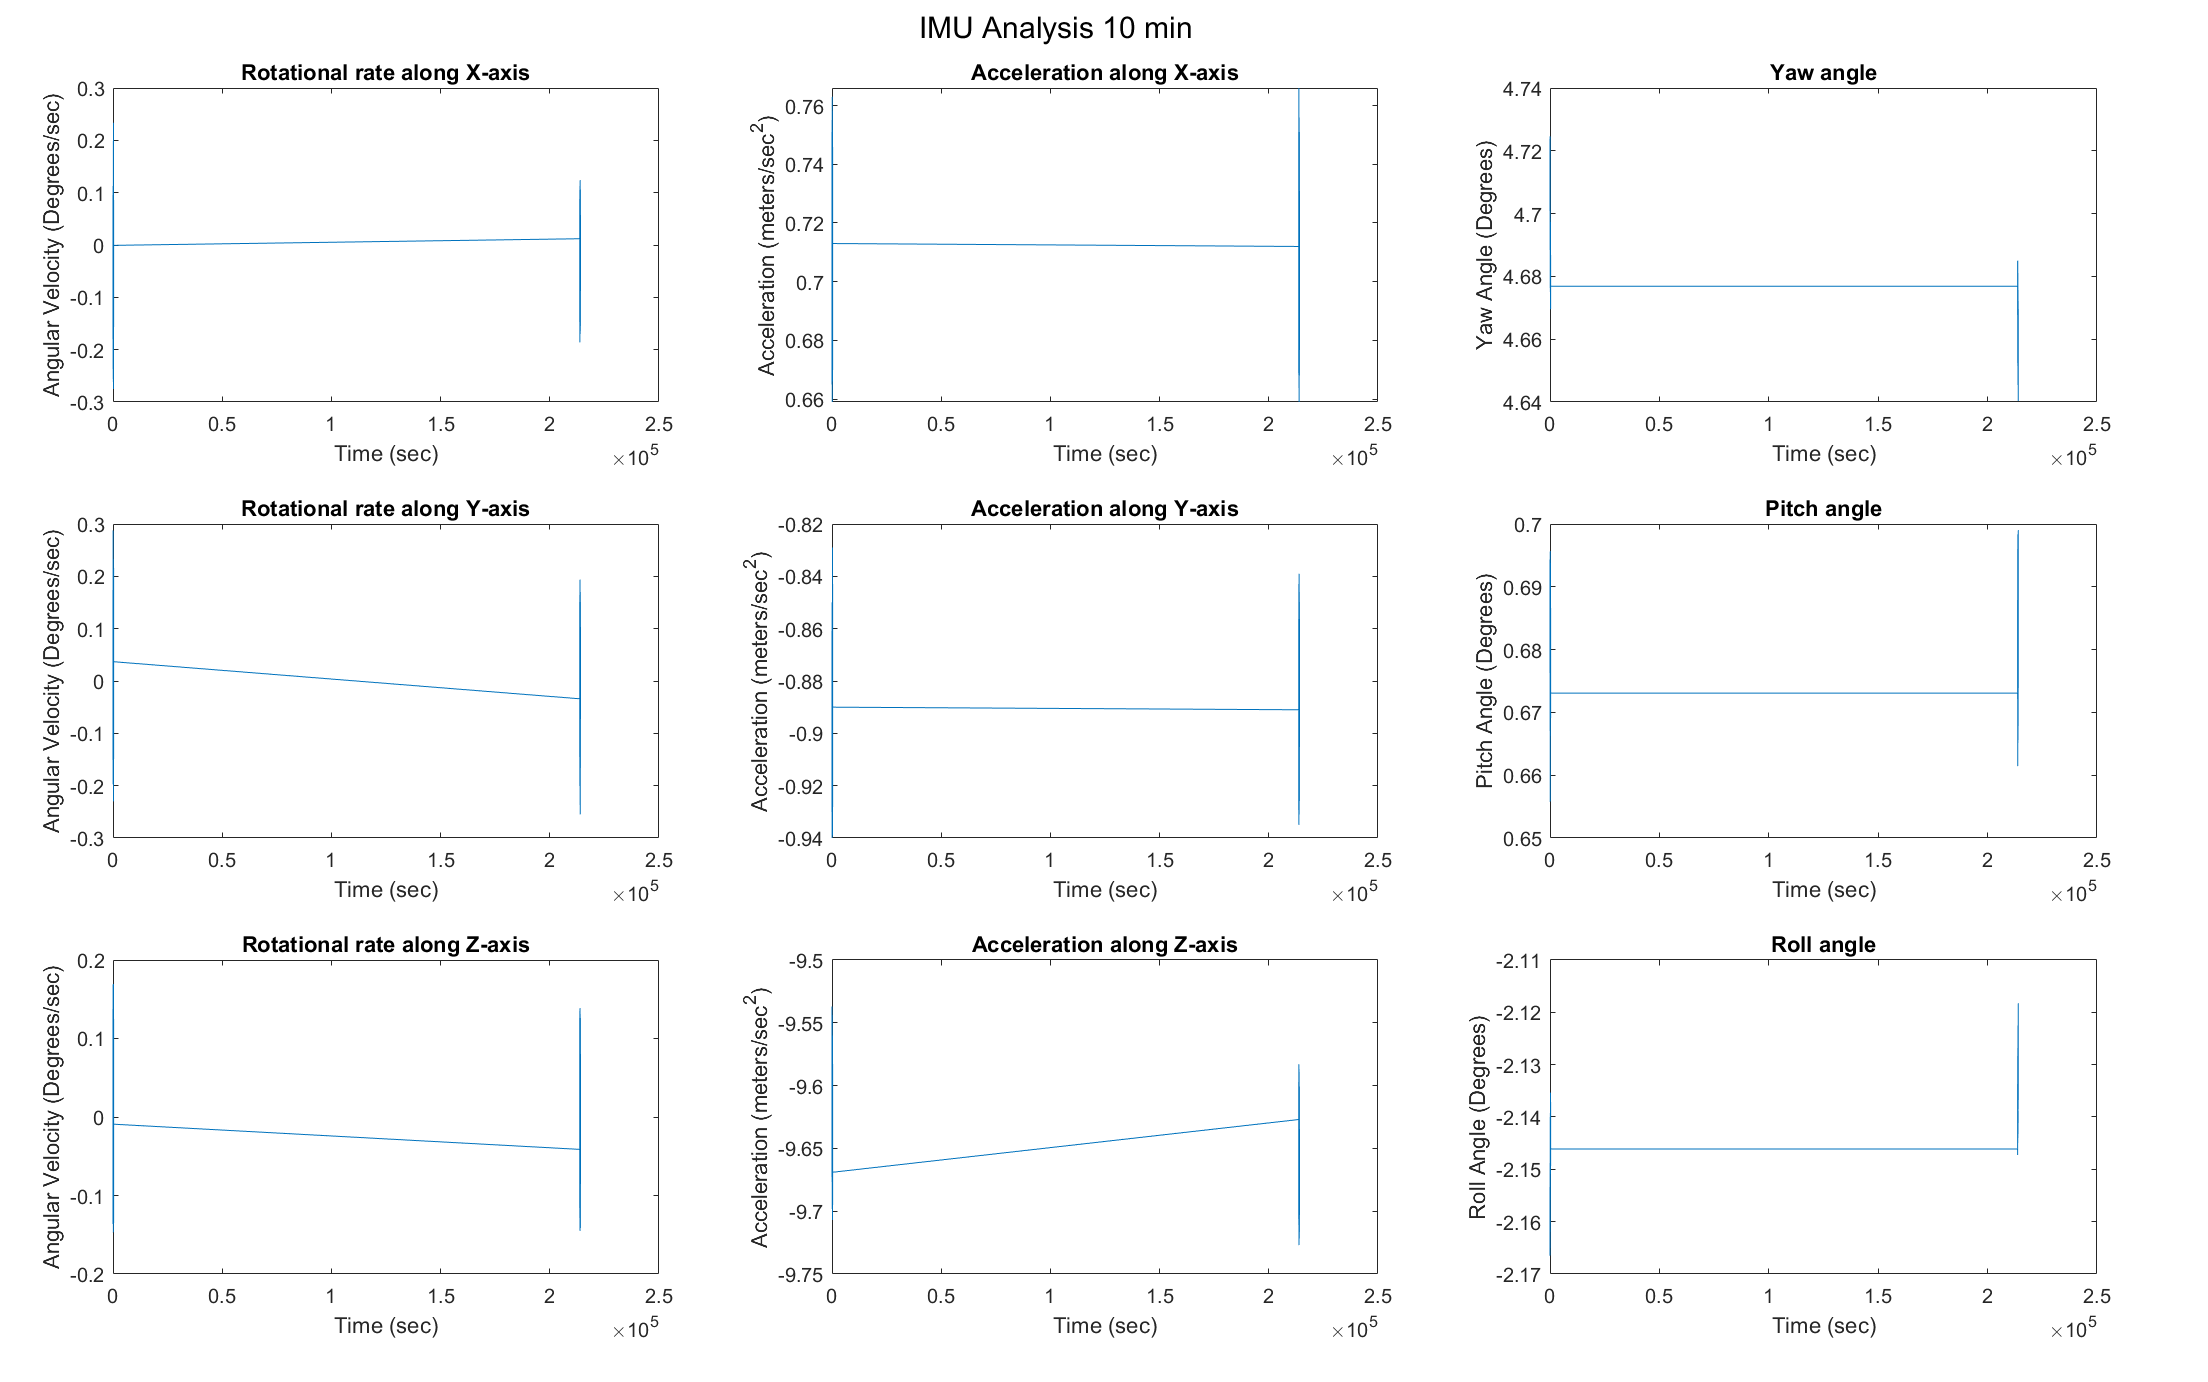 IMU Analysis 10 min
Rotational rate along X-axis
Angular Velocity (Degrees/sec)
0.3
0.2
0.1
0
-0.1
-0.2
-0.3
0 0.5 1 1.5 2 2.5
Time (sec)
×10^5
Acceleration along X-axis
Acceleration (meters/sec^2)
0.76
0.74
0.72
0.7
0.68
0.66
0 0.5 1 1.5 2 2.5
Time (sec)
×10^5
Yaw angle
Yaw Angle (Degrees)
4.74
4.72
4.7
4.68
4.66
4.64
0 0.5 1 1.5 2 2.5
Time (sec)
×10^5
Rotational rate along Y-axis
Angular Velocity (Degrees/sec)
0.3
0.2
0.1
0
-0.1
-0.2
-0.3
0 0.5 1 1.5 2 2.5
Time (sec)
×10^5
Acceleration along Y-axis
Acceleration (meters/sec^2)
-0.82
-0.84
-0.86
-0.88
-0.9
-0.92
-0.94
0 0.5 1 1.5 2 2.5
Time (sec)
×10^5
Pitch angle
Pitch Angle (Degrees)
0.7
0.69
0.68
0.67
0.66
0.65
0 0.5 1 1.5 2 2.5
Time (sec)
×10^5
Rotational rate along Z-axis
Angular Velocity (Degrees/sec)
0.2
0.1
0
-0.1
-0.2
0 0.5 1 1.5 2 2.5
Time (sec)
×10^5
Acceleration along Z-axis
Acceleration (meters/sec^2)
-9.5
-9.55
-9.6
-9.65
-9.7
-9.75
0 0.5 1 1.5 2 2.5
Time (sec)
×10^5
Roll angle
Roll Angle (Degrees)
-2.11
-2.12
-2.13
-2.14
-2.15
-2.16
-2.17
0 0.5 1 1.5 2 2.5
Time (sec)
×10^5